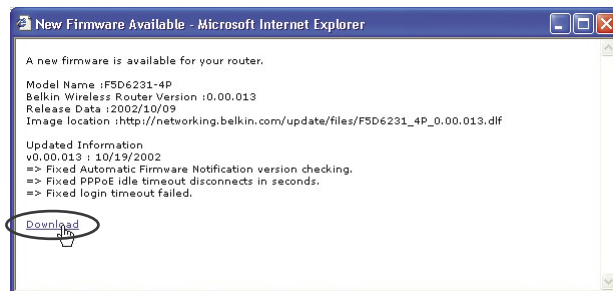 New Firmware Available - Microsoft Internet Explorer
A new firmware is available for your router.
Model Name :F5D6231-4P
Belkin Wireless Router Version :0.00.013
Release Data :2002/10/09
Image location :http://networking.belkin.com/update/files/F5D6231_4P_0.00.013.dlf
Updated Information
v0.00.013 : 10/19/2002
=> Fixed Automatic Firmware Notification version checking.
=> Fixed PPPoE idle timeout disconnects in seconds.
=> Fixed login timeout failed.
Download